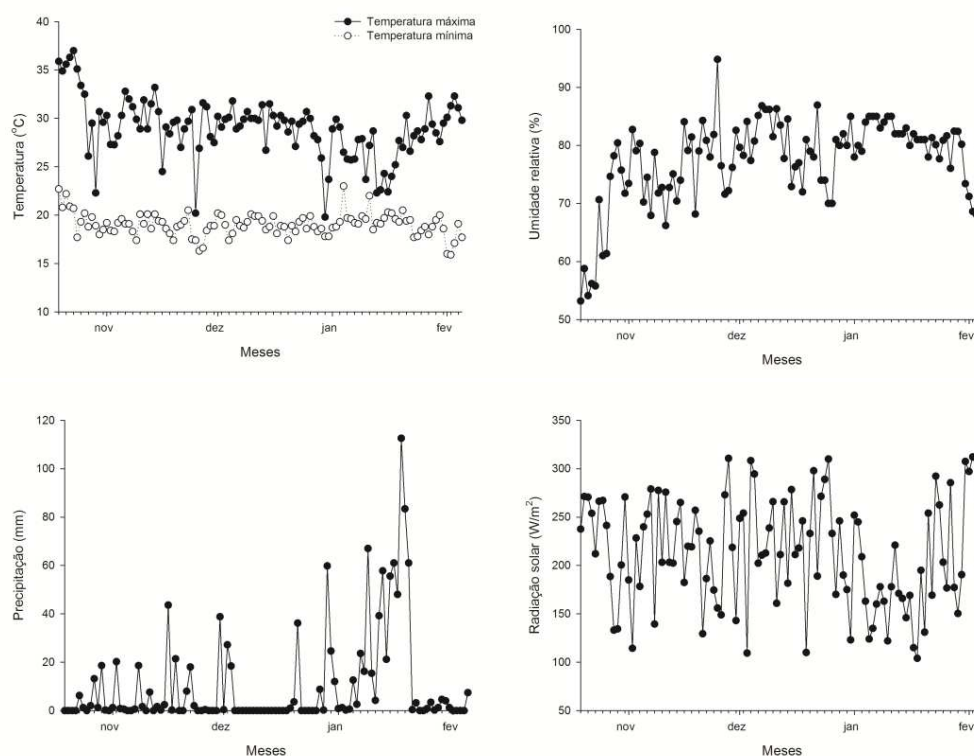 Temperatura máxima
Temperatura mínima
40
35
30
25
20
15
10
Temperatura (°C)
nov
dez
jan
fev
Meses
100
90
80
70
60
50
Umidade relativa (%)
nov
dez
jan
fev
Meses
120
100
80
60
40
20
0
Precipitação (mm)
nov
dez
jan
fev
Meses
350
300
250
200
150
100
50
Radiação solar (W/m²)
nov
dez
jan
fev
Meses